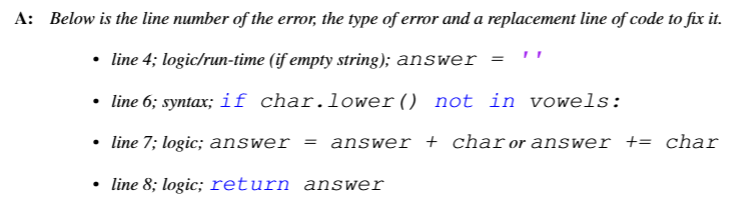 A: Below is the line number of the error, the type of error and a replacement line of code to fix it.
• line 4; logic/run-time (if empty string); answer = ''
• line 6; syntax; if char.lower() not in vowels:
• line 7; logic; answer = answer + char or answer += char
• line 8; logic; return answer